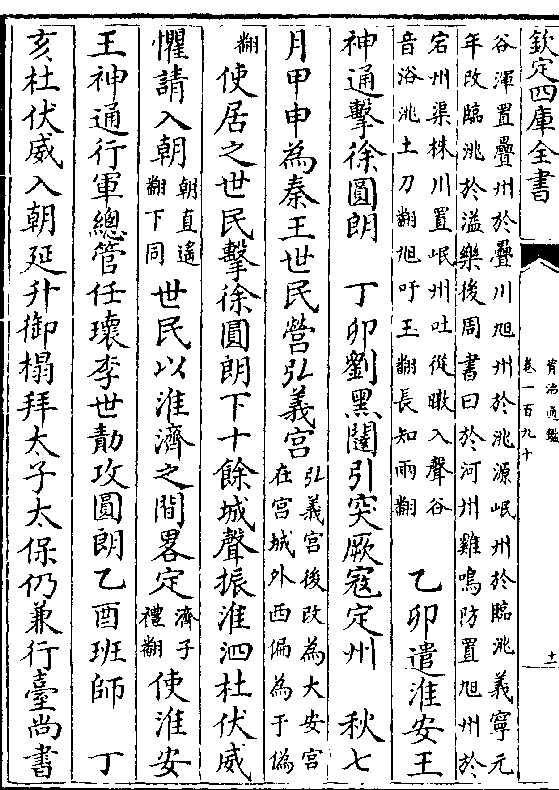 欽定四庫全書
資治通鑑
卷一百九十
十一
谷渾置疊州於疊川旭州於洮源岷州於臨洮義寧元
年改臨洮於溢樂後周書曰於河州雞鳴防置旭州於
宕州渠株川置岷州吐從暾入聲谷
音浴洮土刀翻旭吁玉翻長知兩翻
乙卯遣淮安王
神通擊徐圓朗　丁卯劉黑闥引突厥寇定州　秋七
月甲申為秦王世民營弘義宮
弘義宮後改為大安宮
在宮城外西偏為于偽
翻
使居之世民擊徐圓朗下十餘城聲振淮泗杜伏威
懼請入朝
朝直遙
翻下同
世民以淮濟之間畧定
濟子
禮翻
使淮安
王神通行軍總管任瓌李世勣攻圓朗乙酉班師　丁
亥杜伏威入朝延升御榻拜太子太保仍兼行臺尚書